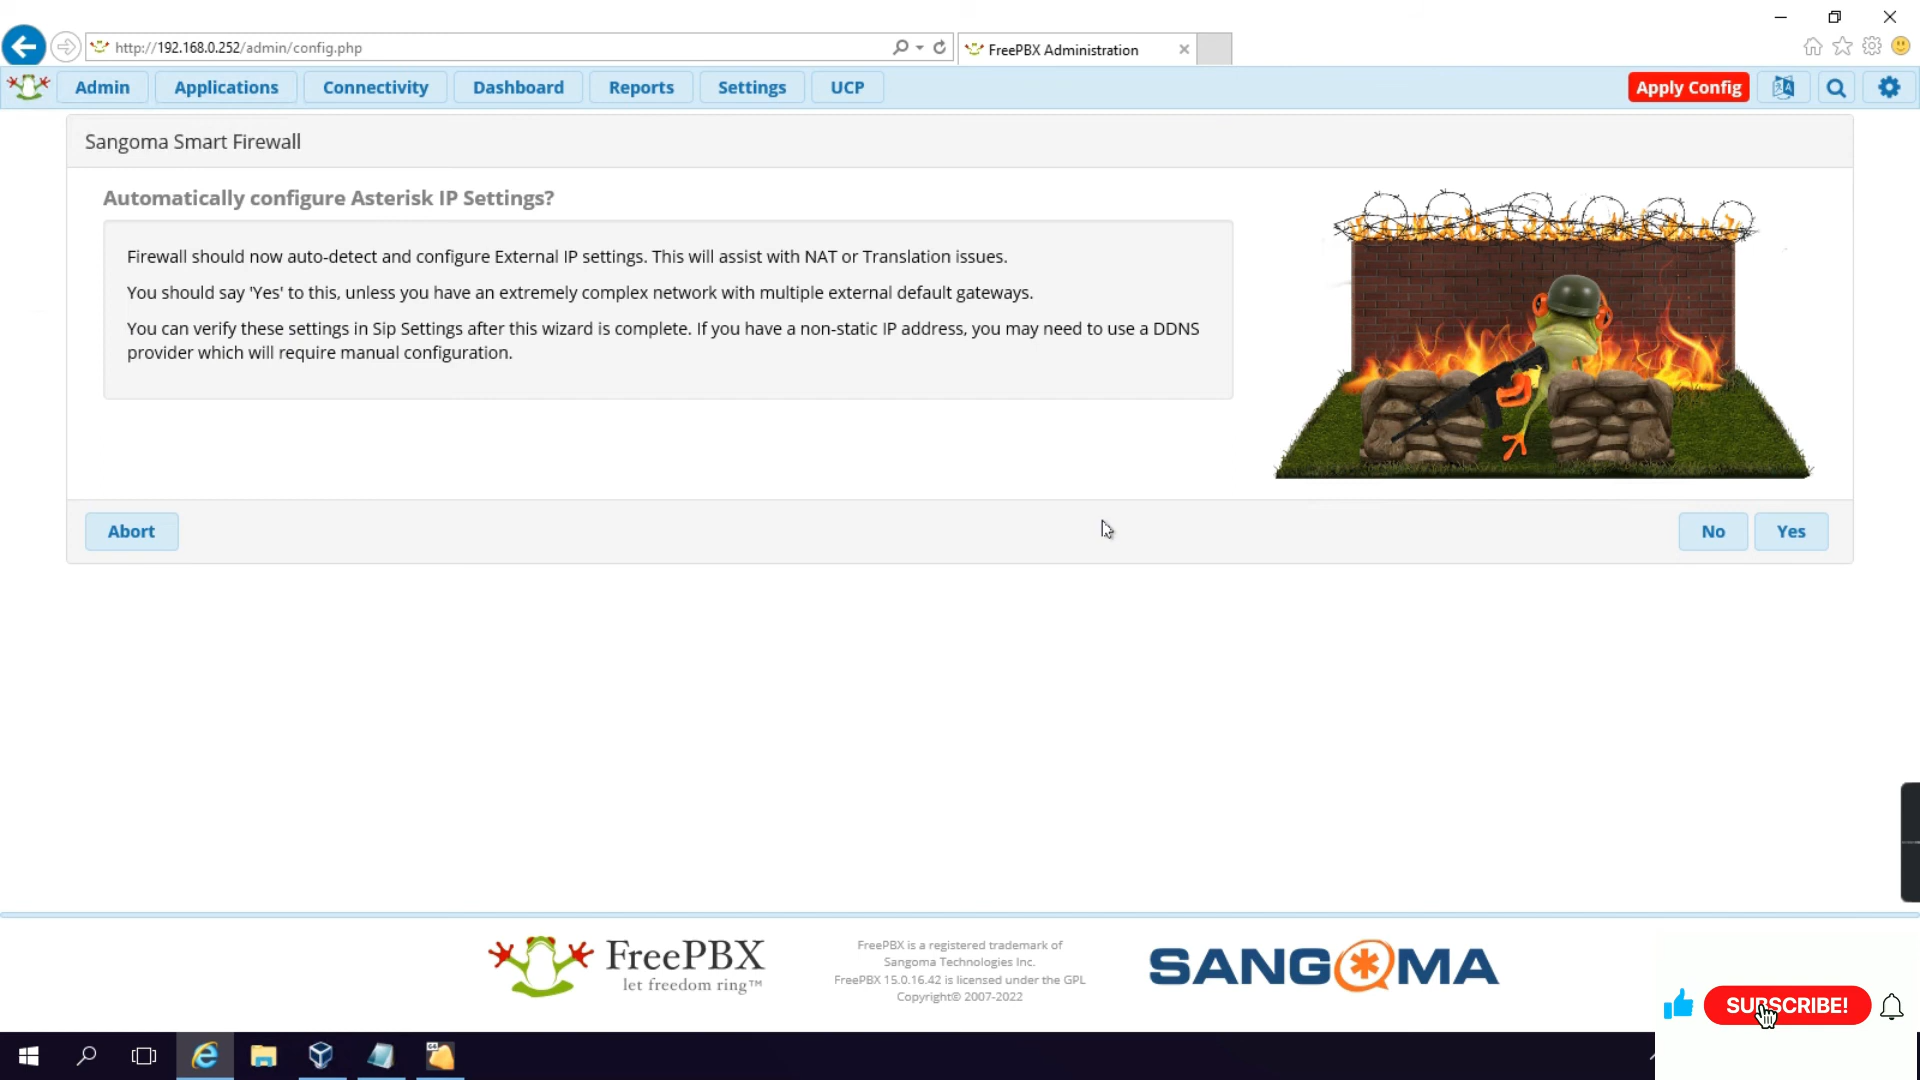 http://192.168.0.252/admin/config.php
FreePBX Administration
Admin
Applications
Connectivity
Dashboard
Reports
Settings
UCP
Apply Config
Sangoma Smart Firewall
Automatically configure Asterisk IP Settings?
Firewall should now auto-detect and configure External IP settings. This will assist with NAT or Translation issues.
You should say 'Yes' to this, unless you have an extremely complex network with multiple external default gateways.
You can verify these settings in Sip Settings after this wizard is complete. If you have a non-static IP address, you may need to use a DDNS
provider which will require manual configuration.
Abort
No
Yes
FreePBX
let freedom ring™
FreePBX is a registered trademark of
Sangoma Technologies Inc.
FreePBX 15.0.16.42 is licensed under the GPL
Copyright© 2007-2022
SANGOMA
SUBSCRIBE!